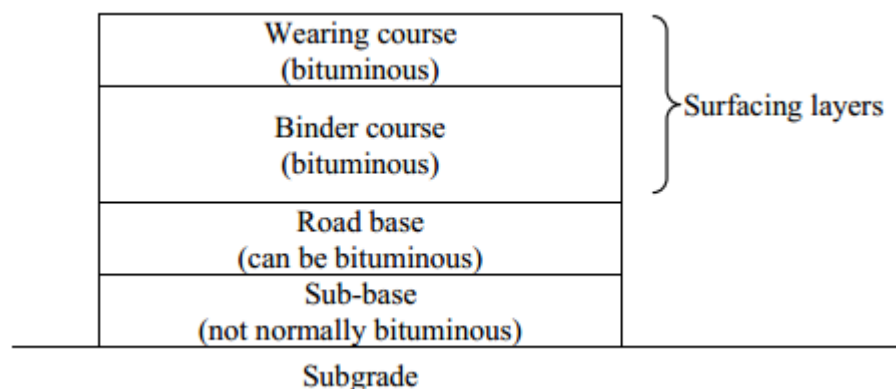 Wearing course
(bituminous)
Binder course
(bituminous)
Surfacing layers
Road base
(can be bituminous)
Sub-base
(not normally bituminous)
Subgrade